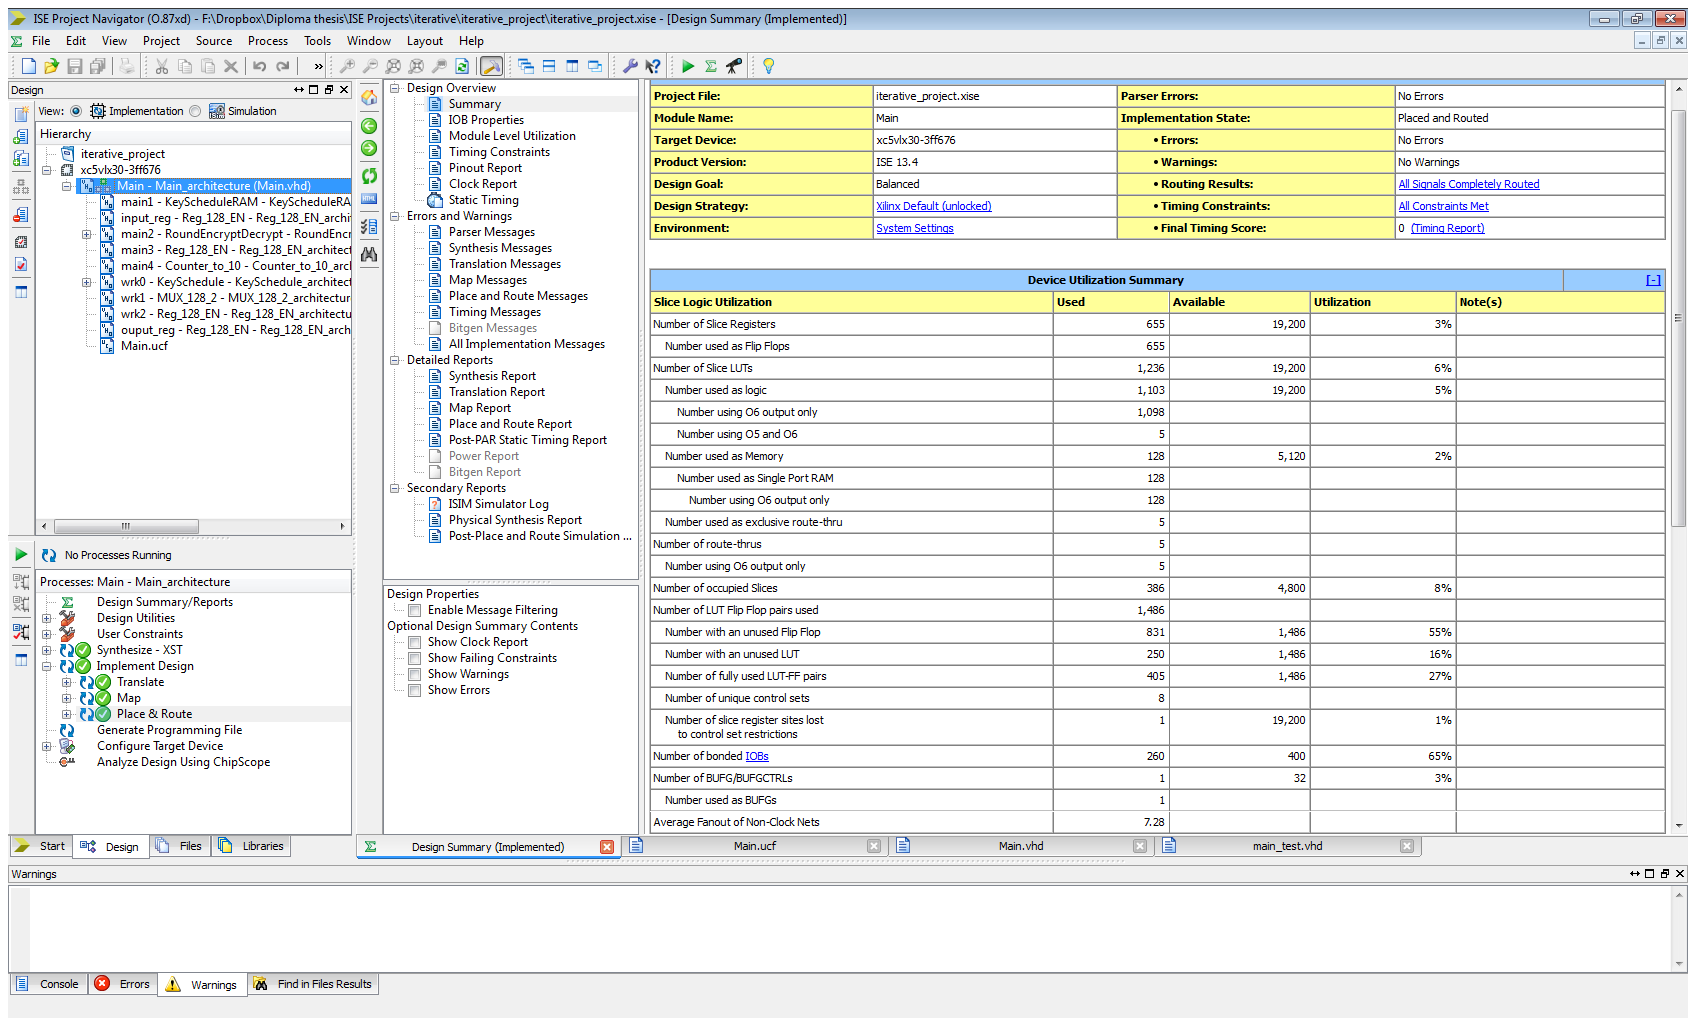 ISE Project Navigator (O.87xd) - F:\Dropbox\Diploma thesis\ISE Projects\iterative\iterative_project\iterative_project.xise - [Design Summary (Implemented)]
File Edit View Project Source Process Tools Window Layout Help
Design
View: Implementation Simulation
Hierarchy
iterative_project
xc5vlx30-3ff676
Main - Main_architecture (Main.vhd)
main1 - KeyScheduleRAM - KeyScheduleRA
input_reg - Reg_128_EN - Reg_128_EN_archi
main2 - RoundEncryptDecrypt - RoundEncr
main3 - Reg_128_EN - Reg_128_EN_architect
main4 - Counter_to_10 - Counter_to_10_arcl
wrk0 - KeySchedule - KeySchedule_architec
wrk1 - MUX_128_2 - MUX_128_2_architectur
wrk2 - Reg_128_EN - Reg_128_EN_architectu
ouput_reg - Reg_128_EN - Reg_128_EN_arch
Main.ucf
No Processes Running
Processes: Main - Main_architecture
Design Summary/Reports
Design Utilities
User Constraints
Synthesize - XST
Implement Design
Translate
Map
Place & Route
Generate Programming File
Configure Target Device
Analyze Design Using ChipScope
Start Design Files Libraries
Design Overview
Summary
IOB Properties
Module Level Utilization
Timing Constraints
Pinout Report
Clock Report
Static Timing
Errors and Warnings
Parser Messages
Synthesis Messages
Translation Messages
Map Messages
Place and Route Messages
Timing Messages
Bitgen Messages
All Implementation Messages
Detailed Reports
Synthesis Report
Translation Report
Map Report
Place and Route Report
Post-PAR Static Timing Report
Power Report
Bitgen Report
Secondary Reports
ISIM Simulator Log
Physical Synthesis Report
Post-Place and Route Simulation ...
Design Properties
Enable Message Filtering
Optional Design Summary Contents
Show Clock Report
Show Failing Constraints
Show Warnings
Show Errors
Project File: iterative_project.xise Parser Errors: No Errors
Module Name: Main Implementation State: Placed and Routed
Target Device: xc5vlx30-3ff676 • Errors: No Errors
Product Version: ISE 13.4 • Warnings: No Warnings
Design Goal: Balanced • Routing Results: All Signals Completely Routed
Design Strategy: Xilinx Default (unlocked) • Timing Constraints: All Constraints Met
Environment: System Settings • Final Timing Score: 0 (Timing Report)
Device Utilization Summary [-]
Slice Logic Utilization Used Available Utilization Note(s)
Number of Slice Registers 655 19,200 3%
Number used as Flip Flops 655
Number of Slice LUTs 1,236 19,200 6%
Number used as logic 1,103 19,200 5%
Number using O6 output only 1,098
Number using O5 and O6 5
Number used as Memory 128 5,120 2%
Number used as Single Port RAM 128
Number using O6 output only 128
Number used as exclusive route-thru 5
Number of route-thrus 5
Number using O6 output only 5
Number of occupied Slices 386 4,800 8%
Number of LUT Flip Flop pairs used 1,486
Number with an unused Flip Flop 831 1,486 55%
Number with an unused LUT 250 1,486 16%
Number of fully used LUT-FF pairs 405 1,486 27%
Number of unique control sets 8
Number of slice register sites lost 1 19,200 1%
to control set restrictions
Number of bonded IOBs 260 400 65%
Number of BUFG/BUFGCTRLs 1 32 3%
Number used as BUFGs 1
Average Fanout of Non-Clock Nets 7.28
Design Summary (Implemented) Main.ucf Main.vhd main_test.vhd
Warnings
Console Errors Warnings Find in Files Results